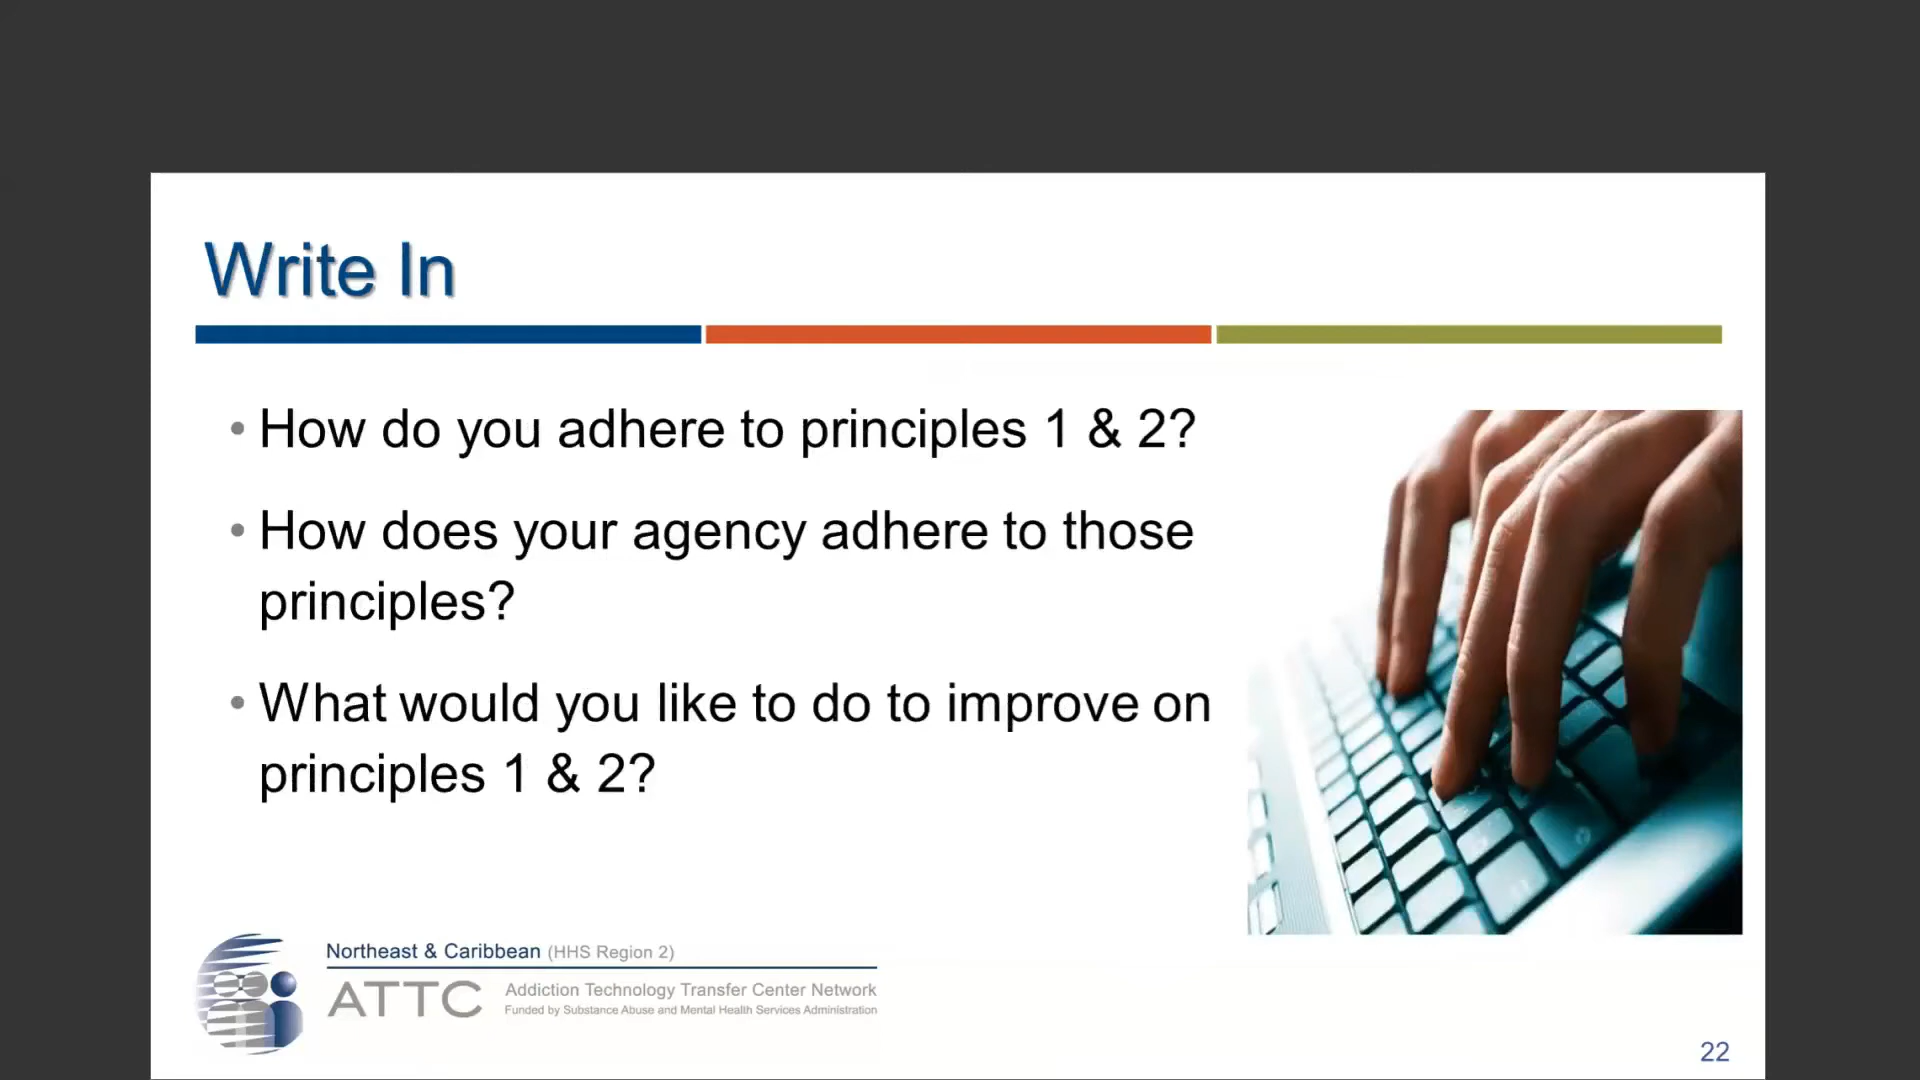 Write In
• How do you adhere to principles 1 & 2?
• How does your agency adhere to those
principles?
• What would you like to do to improve on
principles 1 & 2?
Northeast & Caribbean (HHS Region 2)
ATTC
Addiction Technology Transfer Center Network
Funded by Substance Abuse and Mental Health Services Administration
22